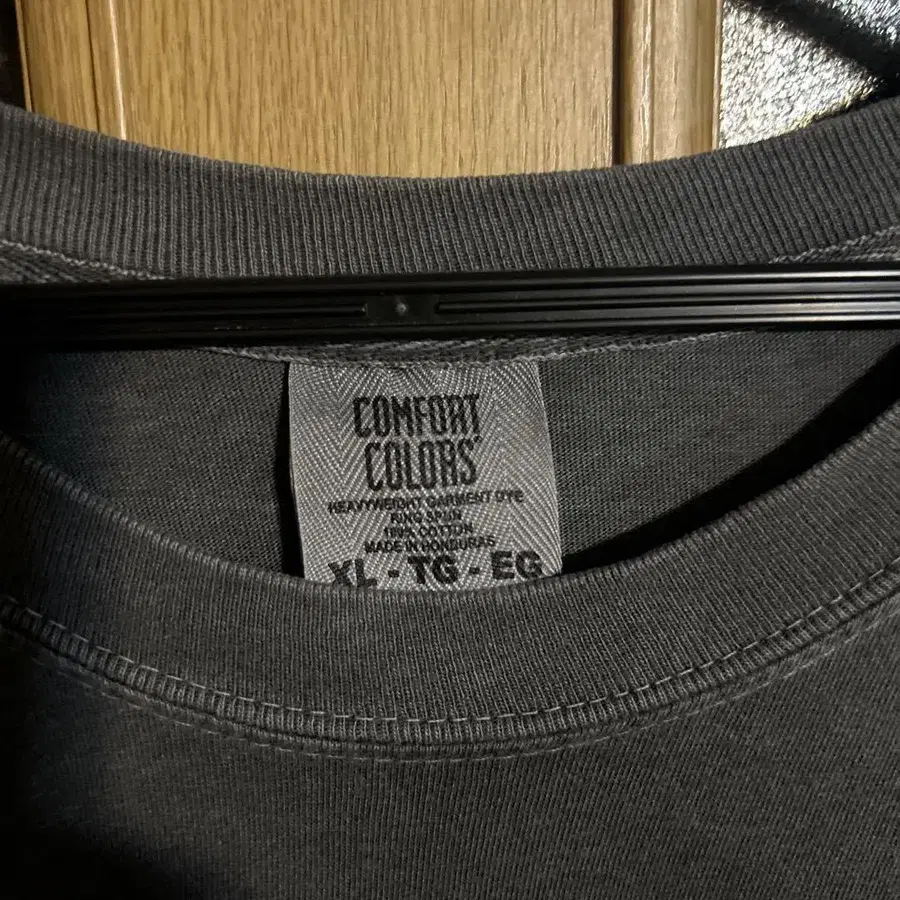 COMFORT
COLORS®
HEAVYWEIGHT GARMENT DYE
RING SPUN
100% COTTON
MADE IN HONDURAS
XL - TG - EG